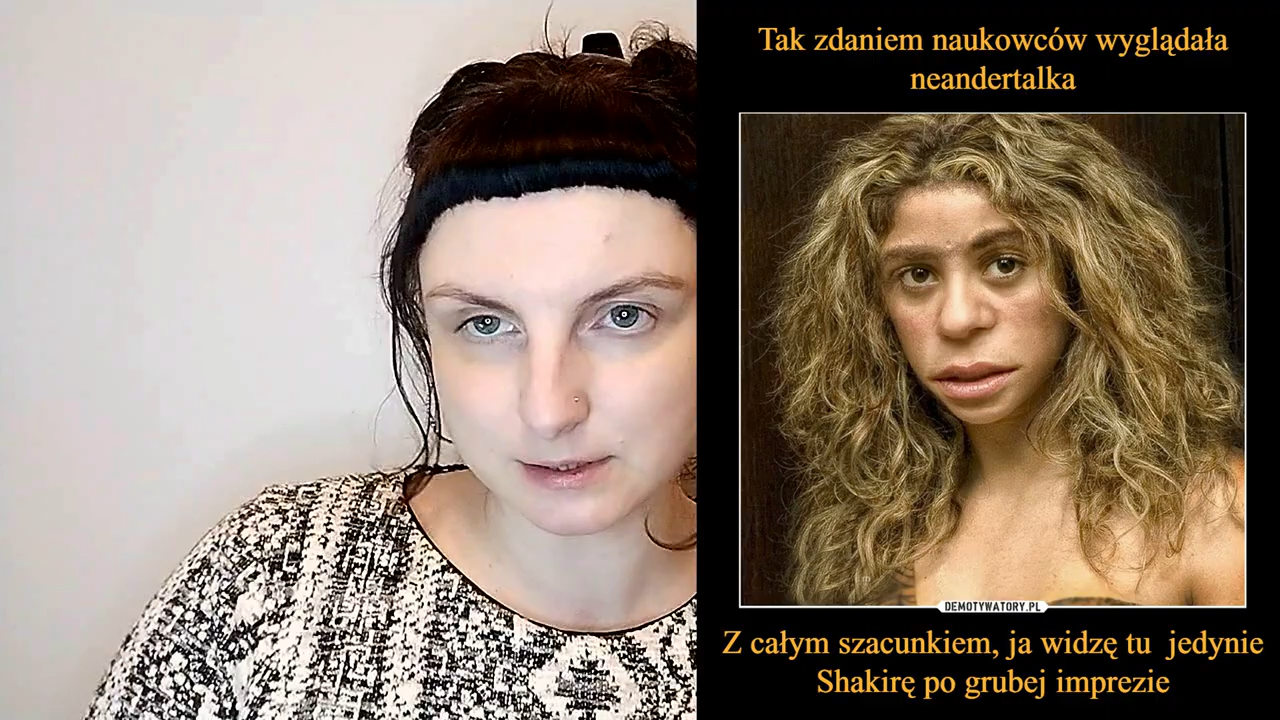 Tak zdaniem naukowców wyglądała
neandertalka
DEMOTYWATORY.PL
Z całym szacunkiem, ja widzę tu jedynie
Shakirę po grubej imprezie